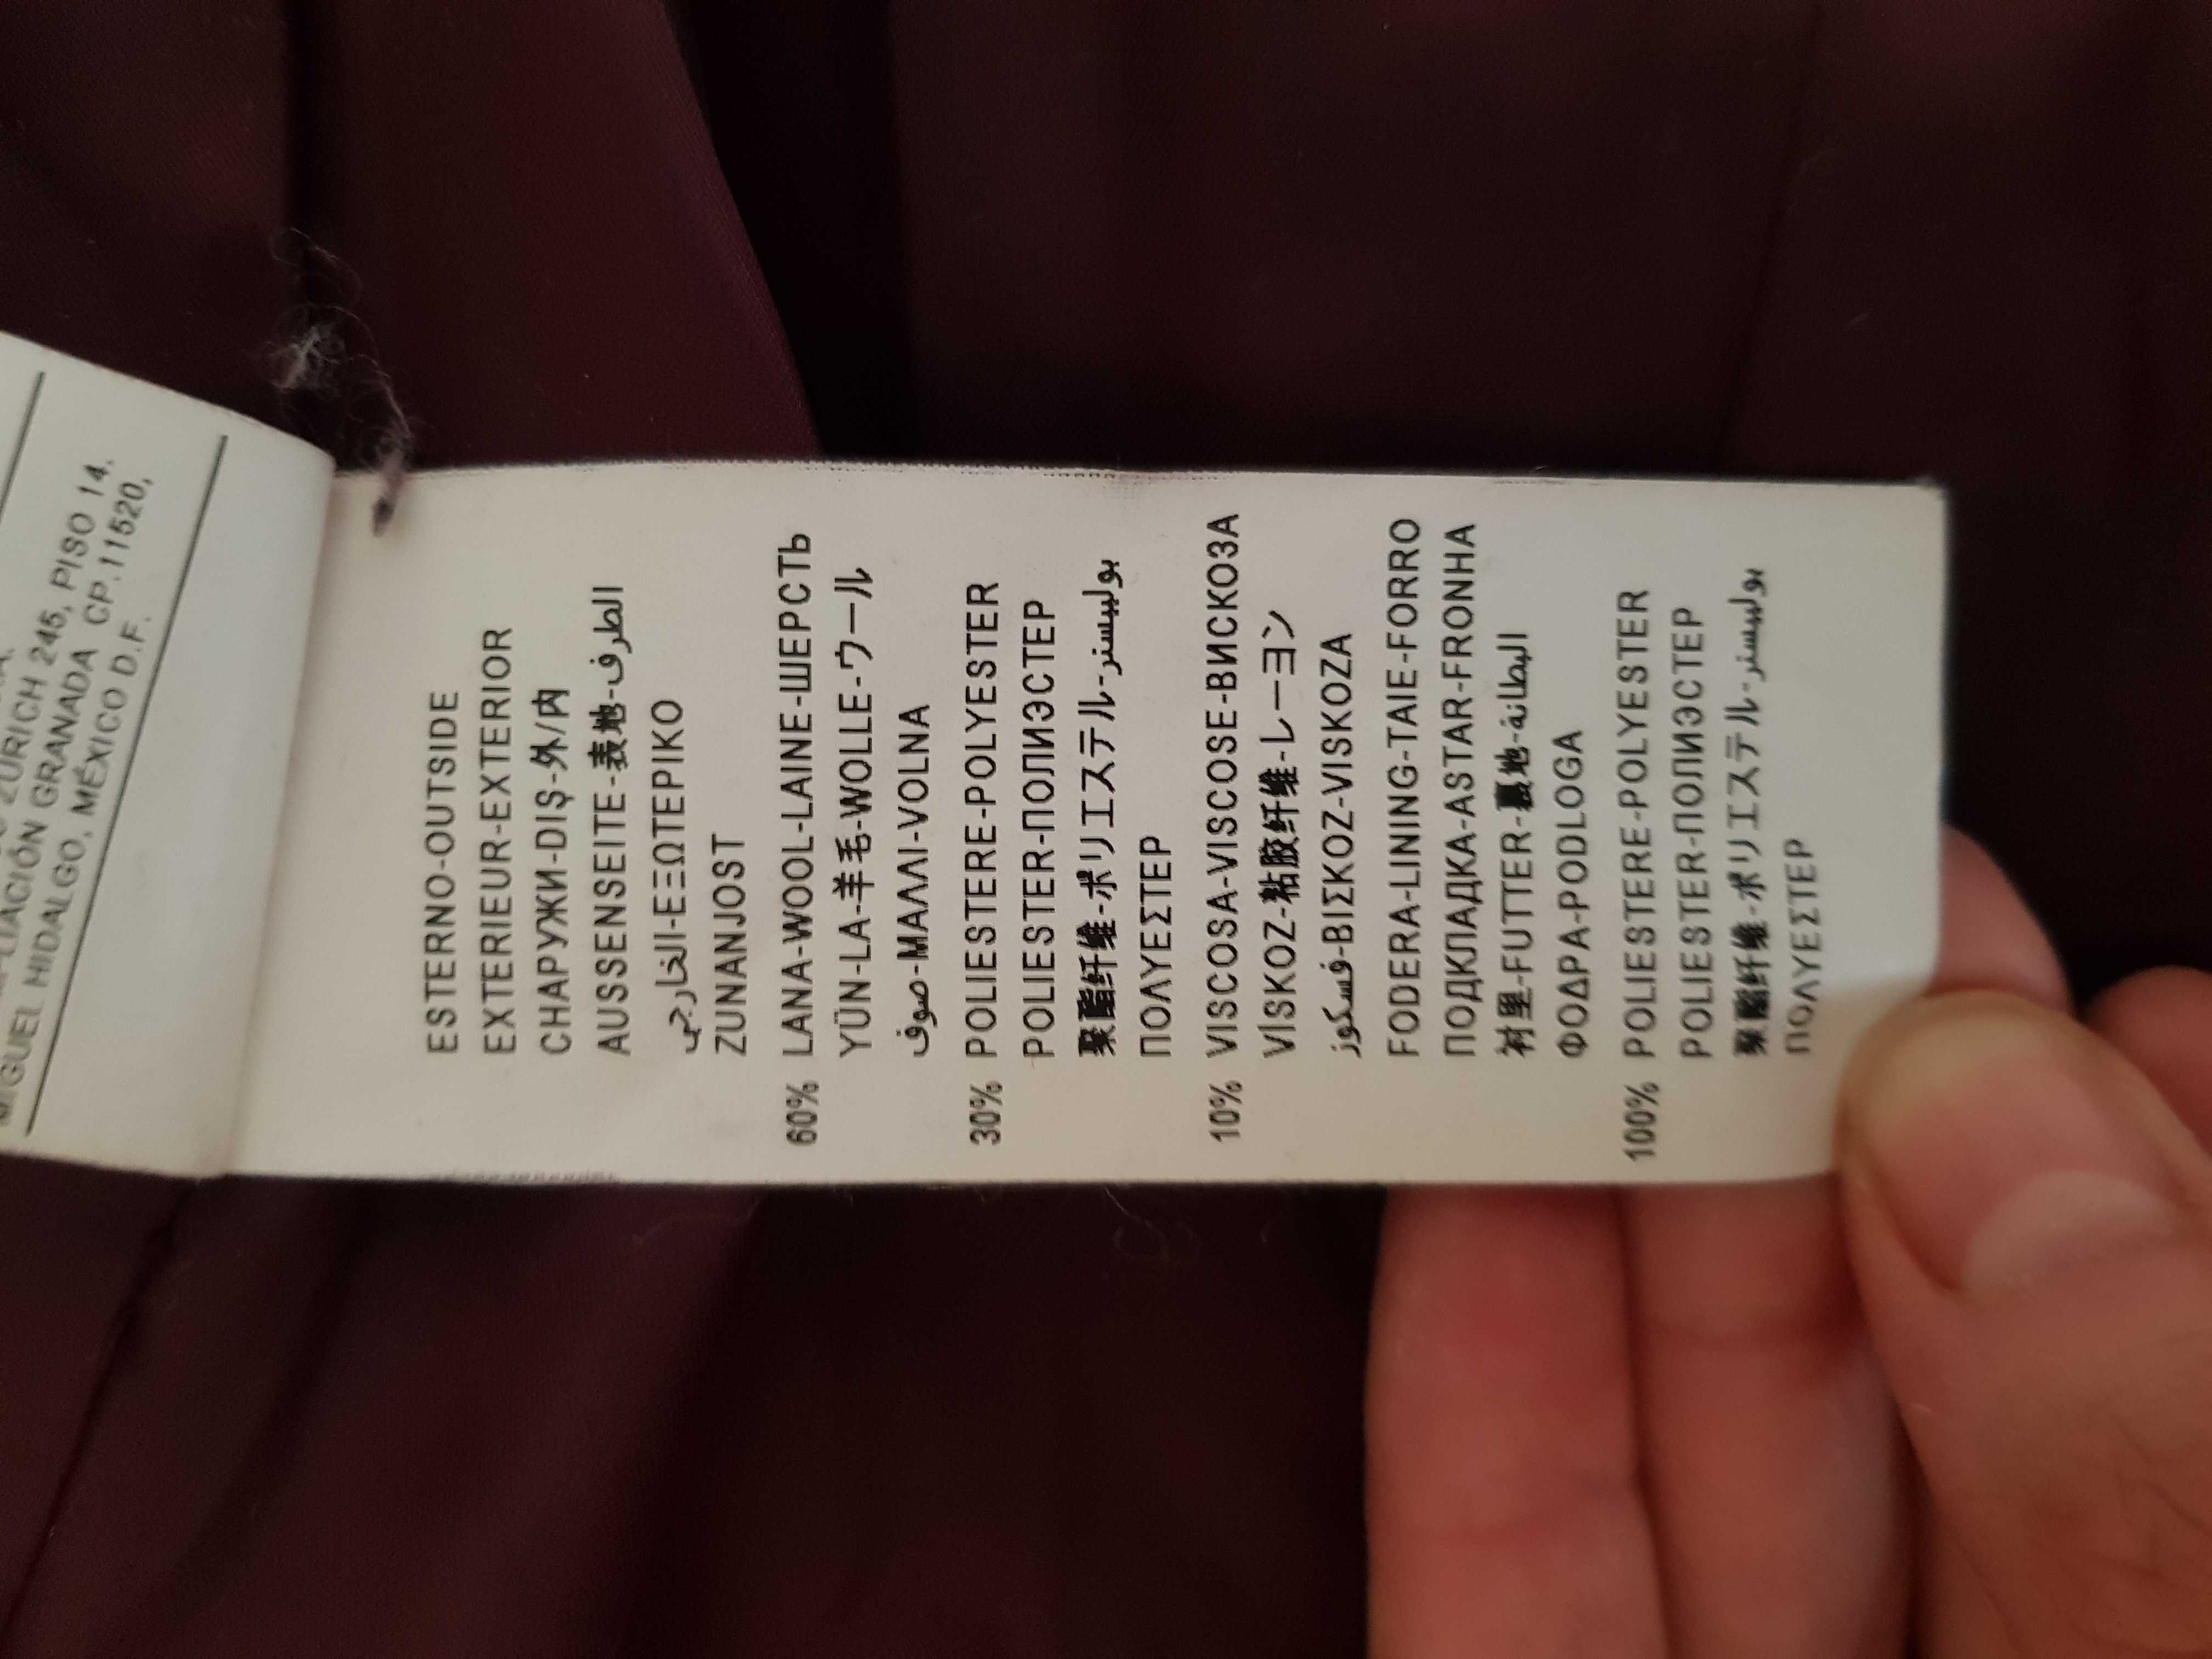 ZURICH 245, PISO 14.
GRANADA CP.11520,
MIGUEL HIDALGO, MÉXICO D.F.
ESTERNO-OUTSIDE
EXTERIEUR-EXTERIOR
СНАРУЖИ-DIŞ-外/内
AUSSENSEITE-表地-الطرف
الخارجي-ΕΞΩΤΕΡΙΚΟ
ZUNANJOST
60% LANA-WOOL-LAINE-ШЕРСТЬ
YÜN-LA-羊毛-WOLLE-ウール
صوف-ΜΑΛΛΙ-VOLNA
30% POLIESTERE-POLYESTER
POLIESTER-ПОЛИЭСТЕР
聚酯纤维-ポリエステル-بوليستر
ΠΟΛΥΕΣΤΕΡ
10% VISCOSA-VISCOSE-ВИСКОЗА
VİSKOZ-粘胶纤维-レーヨン
فسكوز-ΒΙΣΚΟΖ-VISKOZA
FODERA-LINING-TAIE-FORRO
ПОДКЛАДКА-ASTAR-FRONHA
衬里-FUTTER-裏地-البطانة
ΦΟΔΡΑ-PODLOGA
100% POLIESTERE-POLYESTER
POLIESTER-ПОЛИЭСТЕР
聚酯纤维-ポリエステル-بوليستر
ΠΟΛΥΕΣΤΕΡ